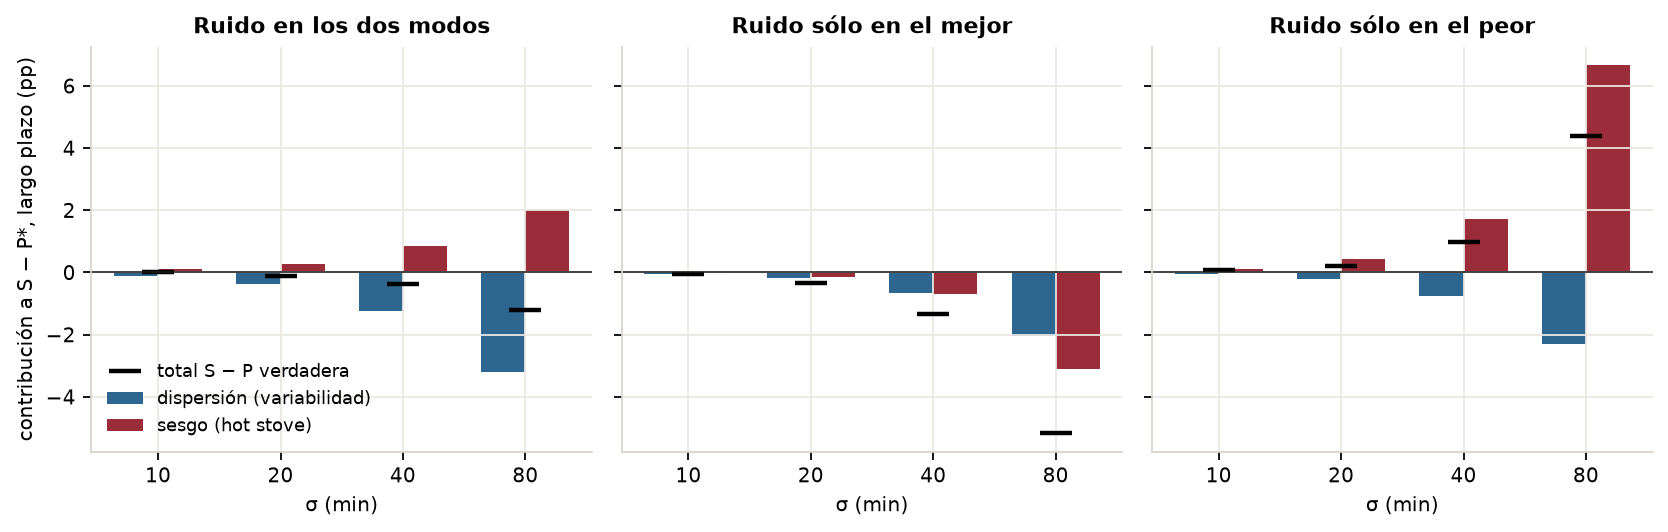 Ruido en los dos modos
Ruido sólo en el mejor
Ruido sólo en el peor
contribución a S − P*, largo plazo (pp)
6
4
2
0
−2
−4
total S − P verdadera
dispersión (variabilidad)
sesgo (hot stove)
10 20 40 80
10 20 40 80
10 20 40 80
σ (min)
σ (min)
σ (min)